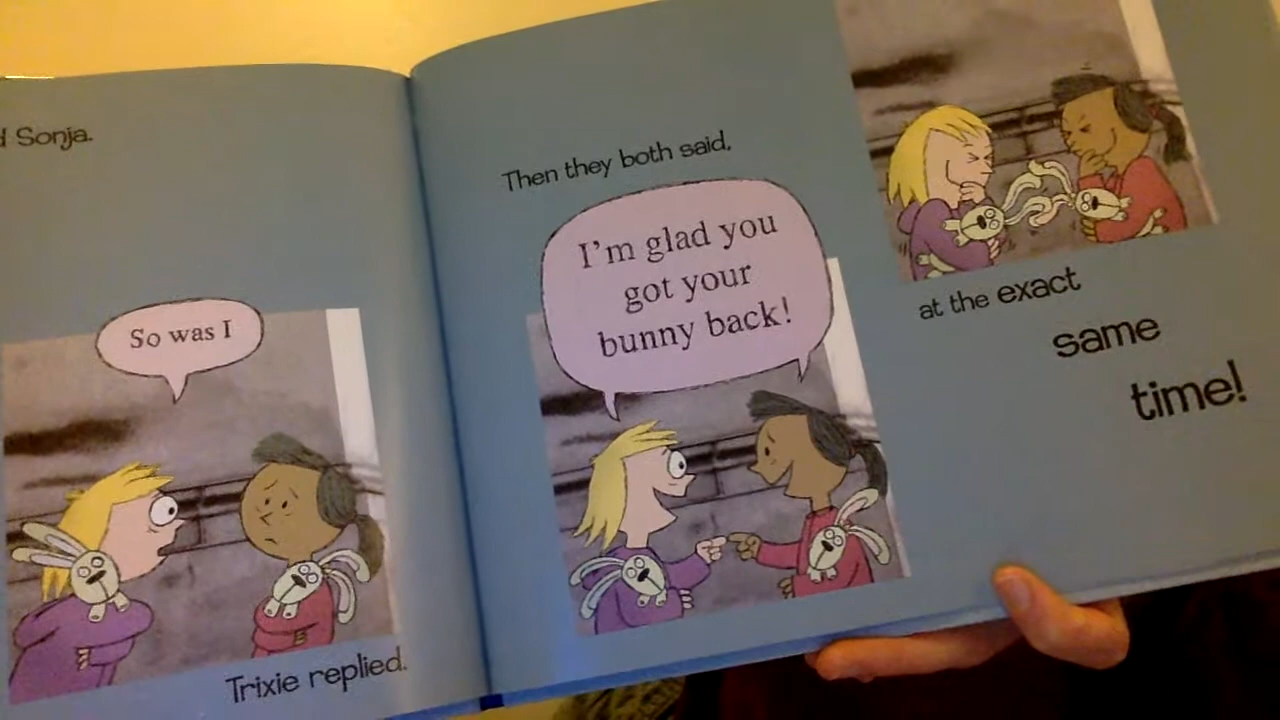 Sonja.
So was I
Trixie replied.
Then they both said,
I'm glad you
got your
bunny back!
at the exact
same
time!